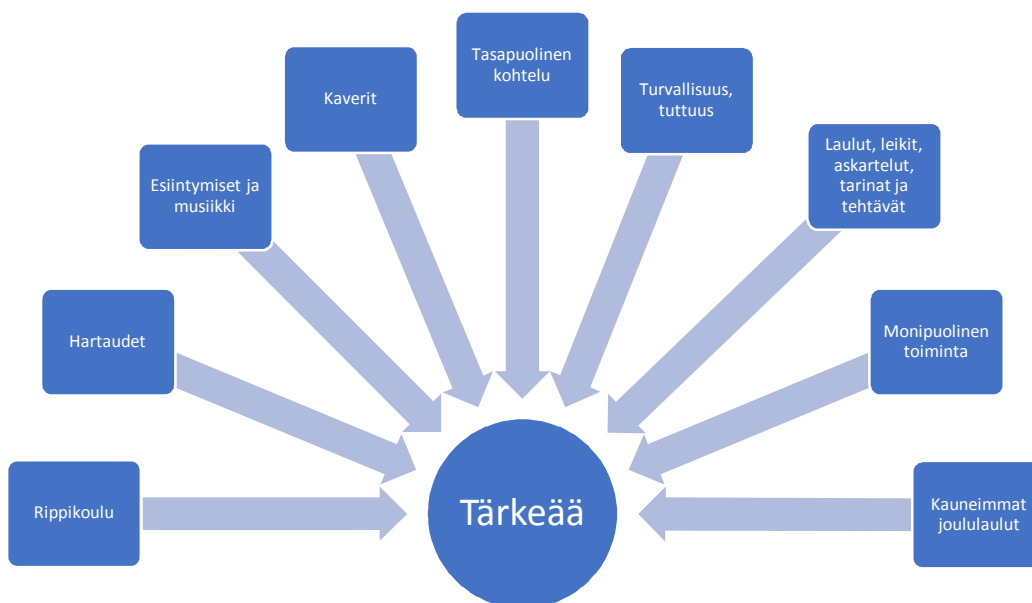 Tasapuolinen
kohtelu
Kaverit
Turvallisuus,
tuttuus
Esiintymiset ja
musiikki
Laulut, leikit,
askartelut,
tarinat ja
tehtävät
Hartaudet
Monipuolinen
toiminta
Rippikoulu
Tärkeää
Kauneimmat
joululaulut